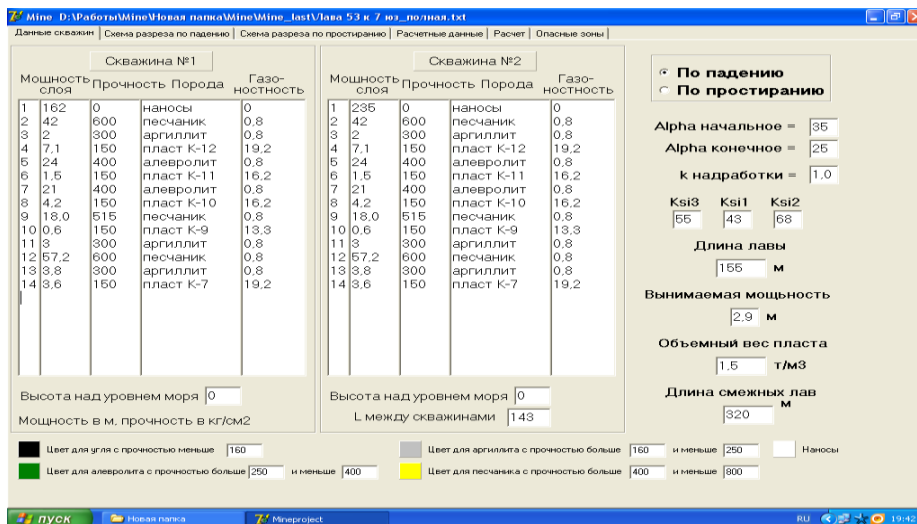 Mine D:\Работы\Mine\Новая папка\Mine\Mine_last\Лава 53 к 7 юз_полная.txt
Данные скважин Схема разреза по падению Схема разреза по простиранию Расчетные данные Расчет Опасные зоны
Скважина №1
Мощность слоя Прочность Порода Газо-ностность
1 162 0 наносы 0
2 42 600 песчаник 0,8
3 2 300 аргиллит 0,8
4 7,1 150 пласт К-12 19,2
5 24 400 алевролит 0,8
6 1,5 150 пласт К-11 16,2
7 21 400 алевролит 0,8
8 4,2 150 пласт К-10 16,2
9 18,0 515 песчаник 0,8
10 0,6 150 пласт К-9 13,3
11 3 300 аргиллит 0,8
12 57,2 600 песчаник 0,8
13 3,8 300 аргиллит 0,8
14 3,6 150 пласт К-7 19,2
Высота над уровнем моря 0
Мощность в м, прочность в кг/см2
Скважина №2
Мощность слоя Прочность Порода Газо-ностность
1 235 0 наносы 0
2 42 600 песчаник 0,8
3 2 300 аргиллит 0,8
4 7,1 150 пласт К-12 19,2
5 24 400 алевролит 0,8
6 1,5 150 пласт К-11 16,2
7 21 400 алевролит 0,8
8 4,2 150 пласт К-10 16,2
9 18,0 515 песчаник 0,8
10 0,6 150 пласт К-9 13,3
11 3 300 аргиллит 0,8
12 57,2 600 песчаник 0,8
13 3,8 300 аргиллит 0,8
14 3,6 150 пласт К-7 19,2
Высота над уровнем моря 0
L между скважинами 143
По падению
По простиранию
Alpha начальное = 35
Alpha конечное = 25
k надработки = 1,0
Ksi3 Ksi1 Ksi2
55 43 68
Длина лавы
155 м
Вынимаемая мощьность
2,9 м
Объемный вес пласта
1,5 т/м3
Длина смежных лав
320 м
Цвет для угля с прочностью меньше 160
Цвет для аргиллита с прочностью больше 160 и меньше 250
Наносы
Цвет для алевролита с прочностью больше 250 и меньше 400
Цвет для песчаника с прочностью больше 400 и меньше 800
пуск Новая папка Mineproject RU 19:42